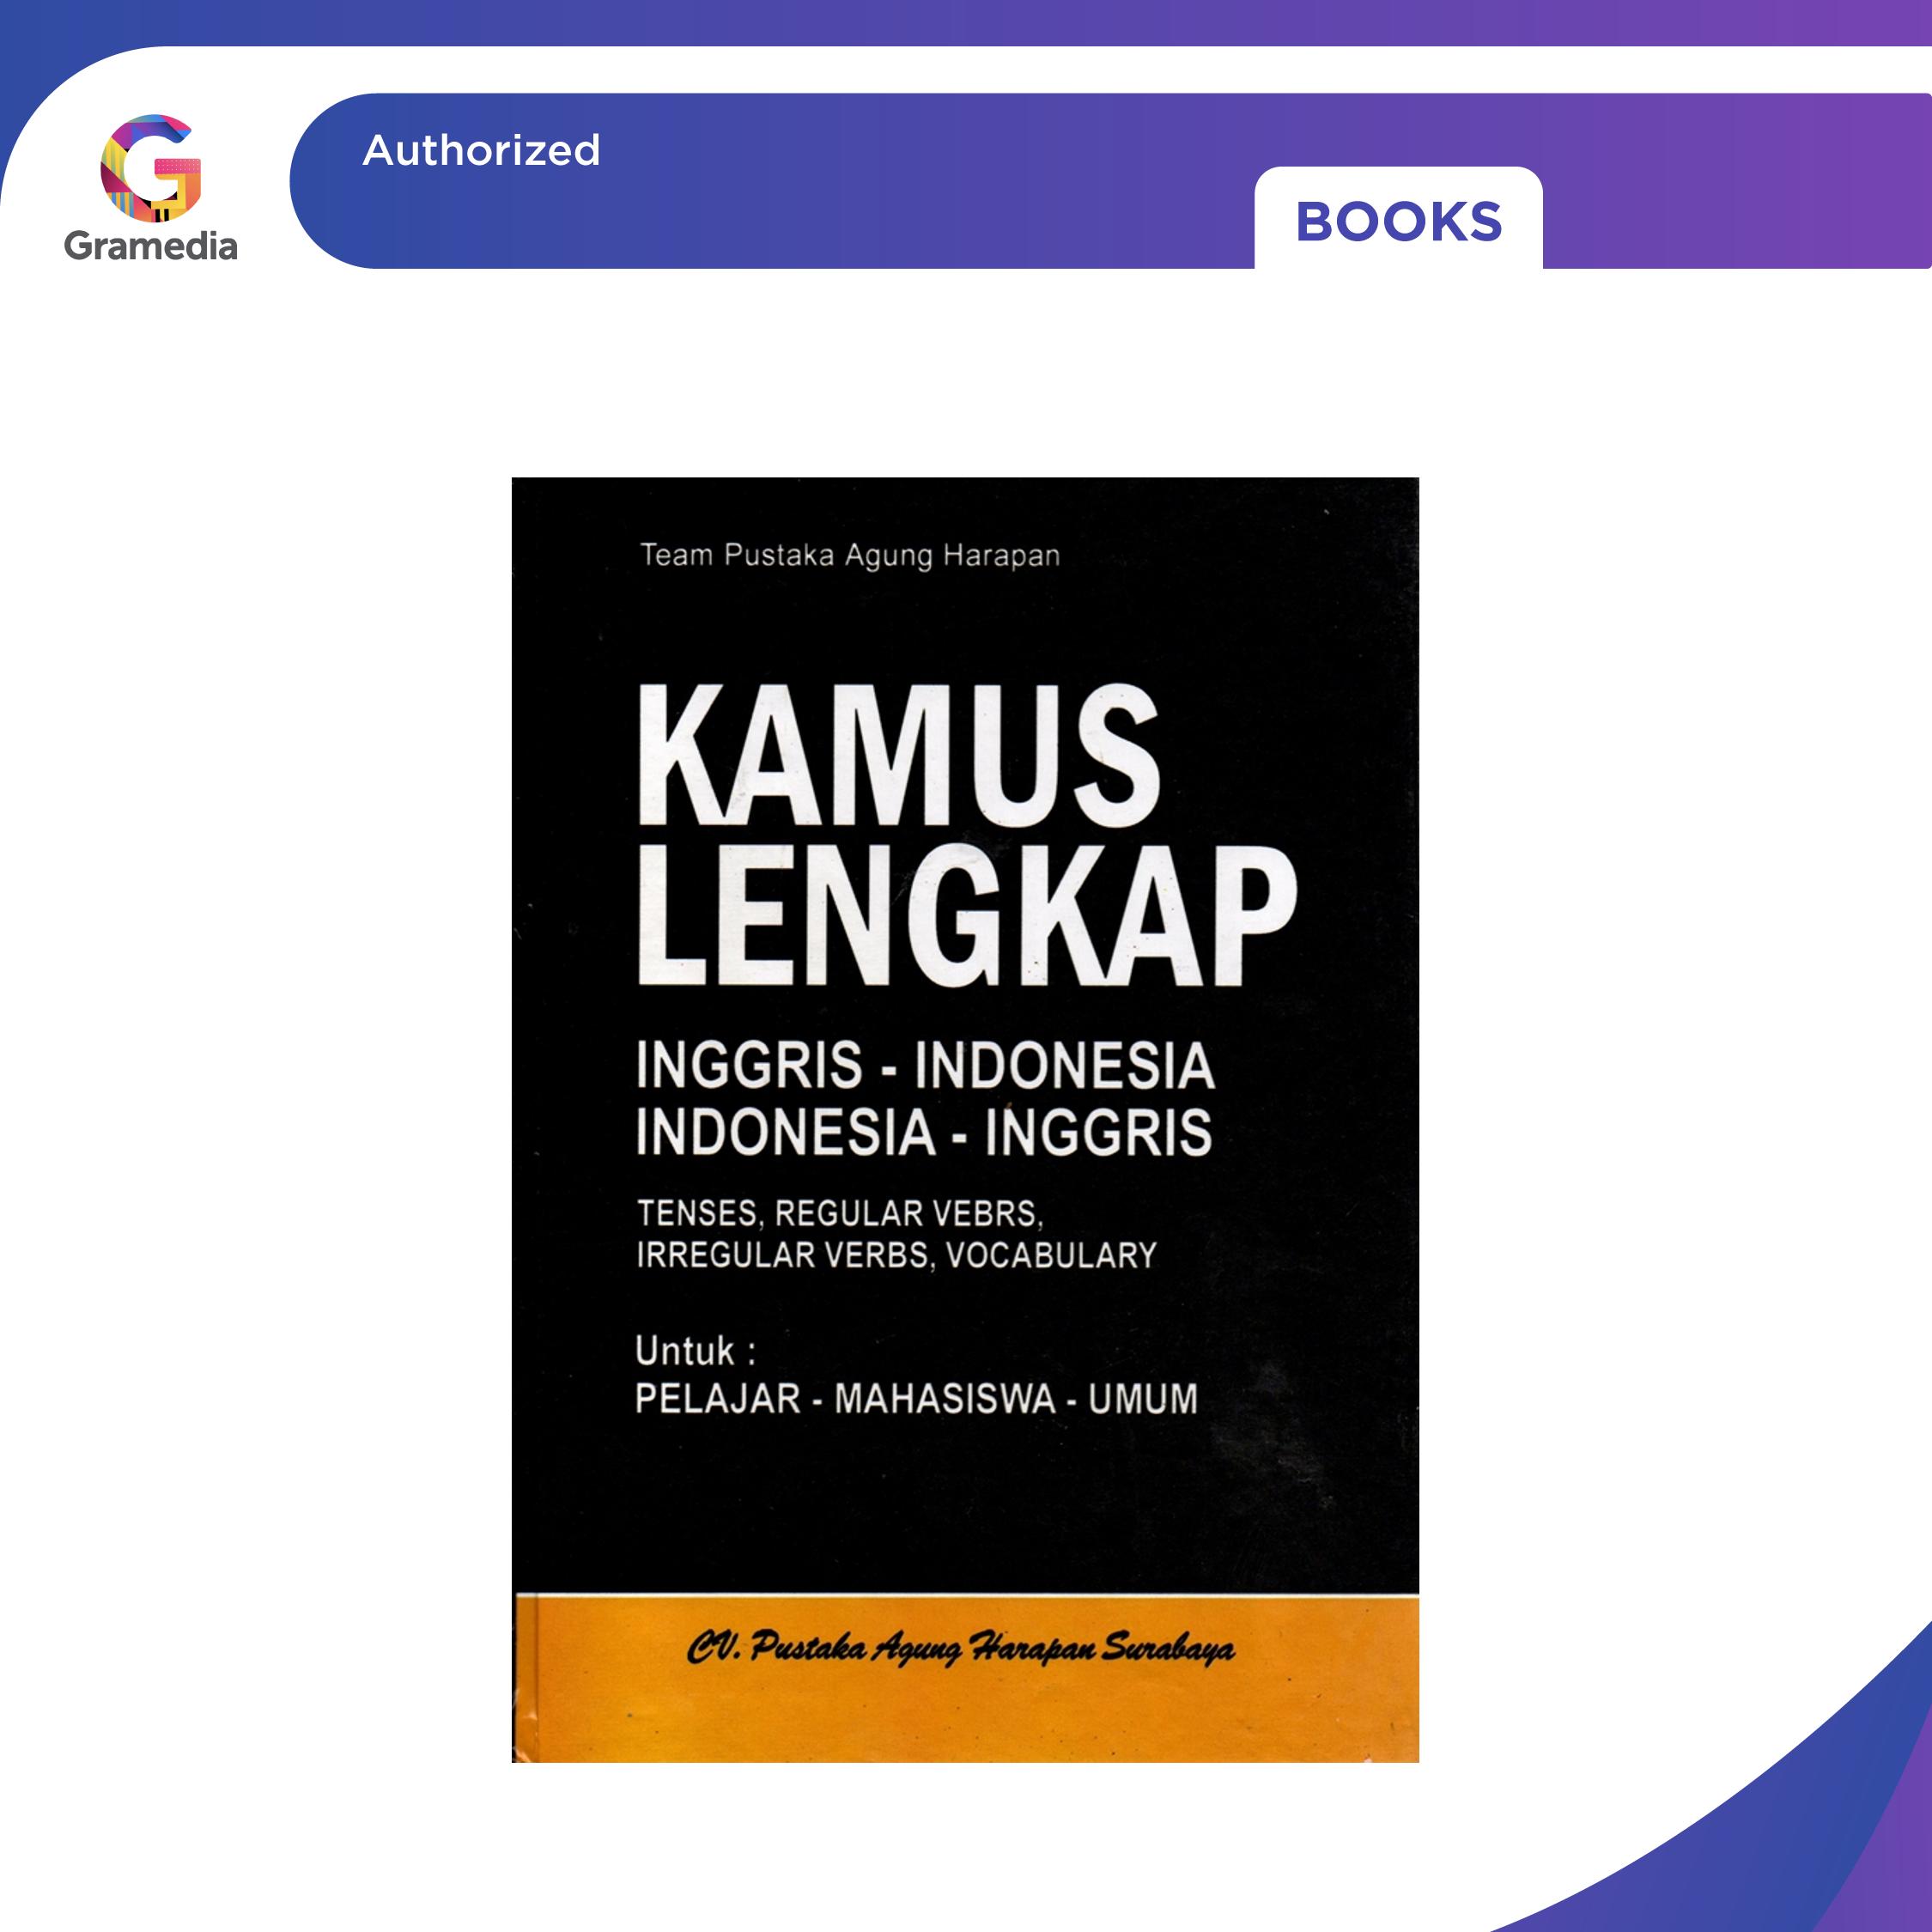 Gramedia
Authorized
BOOKS
Team Pustaka Agung Harapan
KAMUS
LENGKAP
INGGRIS - INDONESIA
INDONESIA - INGGRIS
TENSES, REGULAR VEBRS,
IRREGULAR VERBS, VOCABULARY
Untuk :
PELAJAR - MAHASISWA - UMUM
CV. Pustaka Agung Harapan Surabaya